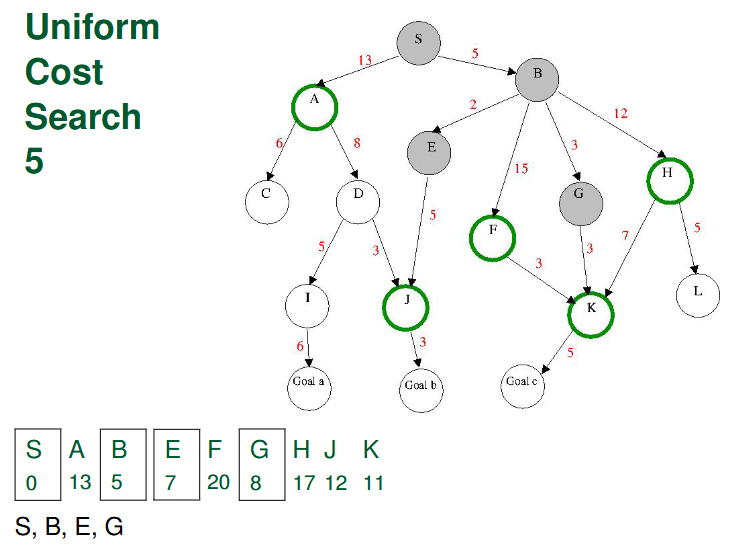 Uniform
Cost
Search
5
S
13
5
B
A
2
12
6
8
E
3
15
H
C
D
G
5
F
7
5
5
3
3
3
I
J
K
L
6
3
5
Goal a
Goal b
Goal c
S A B E F G H J K
0 13 5 7 20 8 17 12 11
S, B, E, G